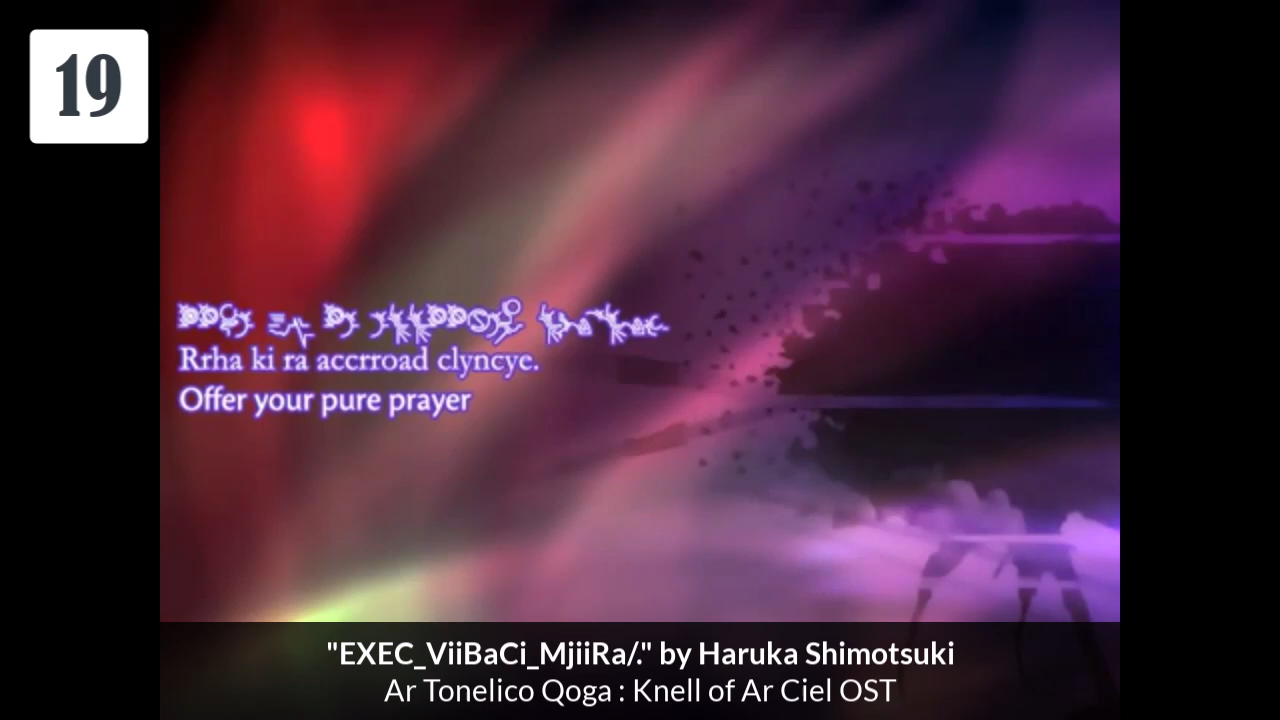 19
Rrha ki ra accrroad clyncye.
Offer your pure prayer
"EXEC_ViiBaCi_MjiiRa/." by Haruka Shimotsuki
Ar Tonelico Qoga : Knell of Ar Ciel OST